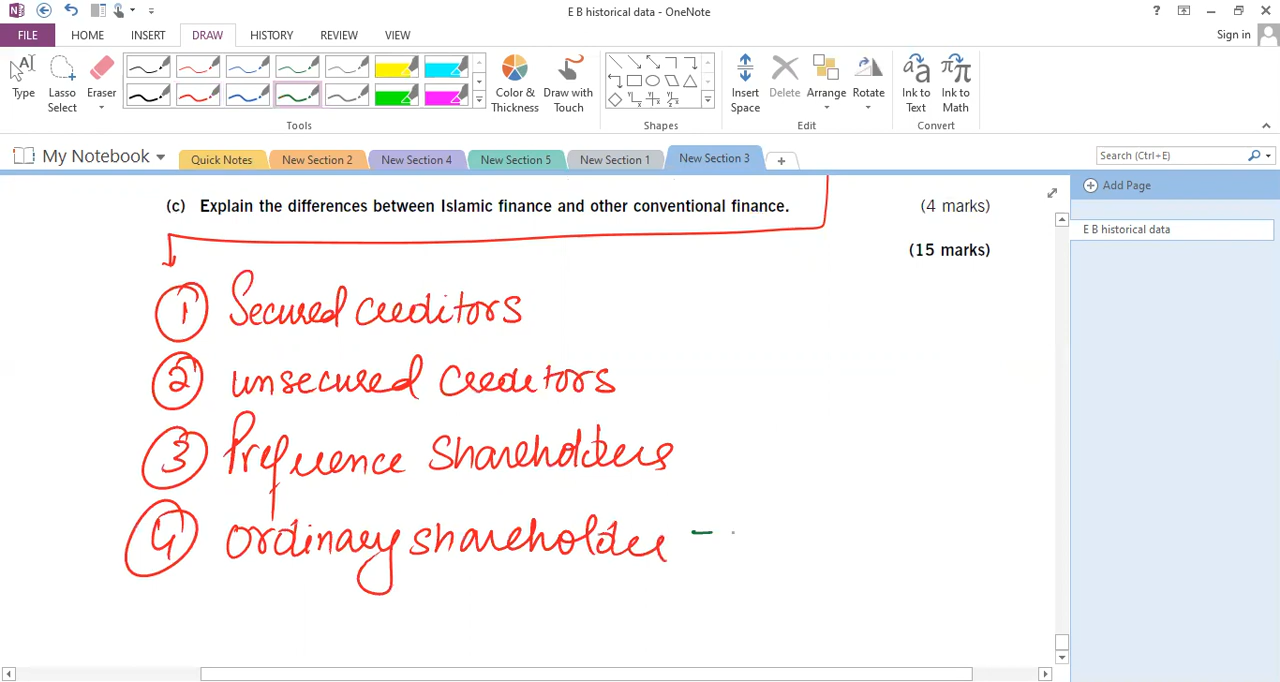 E B historical data - OneNote
?
Sign in
FILE HOME INSERT DRAW HISTORY REVIEW VIEW
Type
Lasso Select
Eraser
Color & Thickness
Draw with Touch
Insert Space
Delete
Arrange
Rotate
Ink to Text
Ink to Math
Tools
Shapes
Edit
Convert
My Notebook
Quick Notes New Section 2 New Section 4 New Section 5 New Section 1 New Section 3
Search (Ctrl+E)
Add Page
E B historical data
(c) Explain the differences between Islamic finance and other conventional finance. (4 marks)
(15 marks)
1 Secured creditors
2 unsecured creditors
3 Preference Shareholders
4 ordinary shareholder -